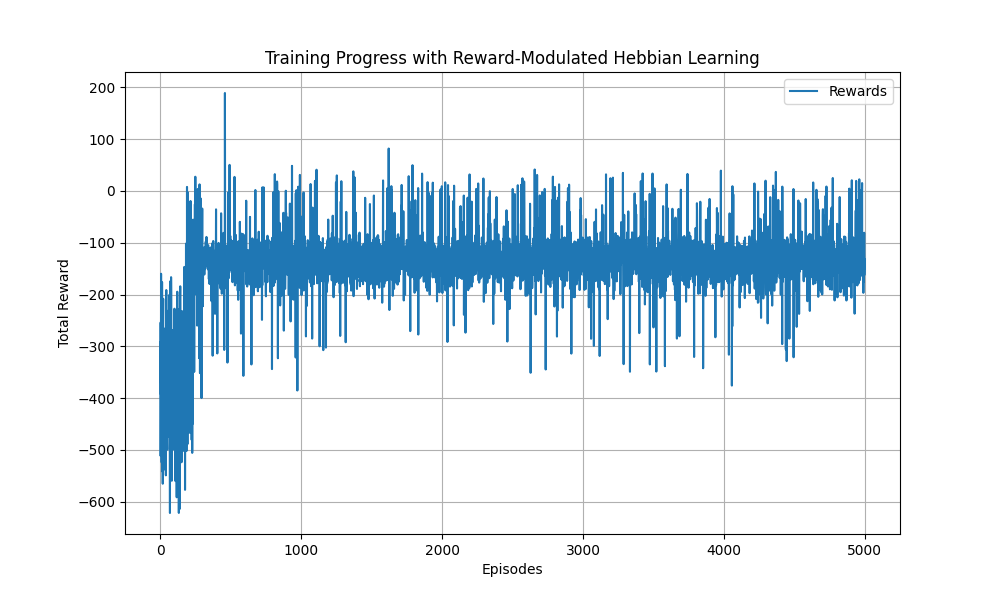 Training Progress with Reward-Modulated Hebbian Learning
Rewards
200
100
0
−100
−200
−300
−400
−500
−600
Total Reward
0 1000 2000 3000 4000 5000
Episodes